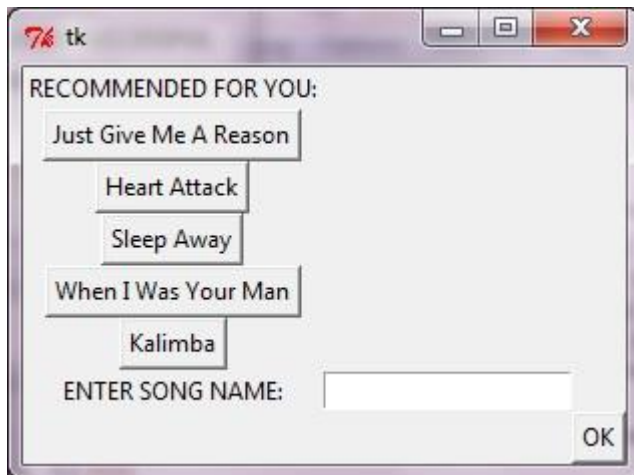 tk
RECOMMENDED FOR YOU:
Just Give Me A Reason
Heart Attack
Sleep Away
When I Was Your Man
Kalimba
ENTER SONG NAME:
OK